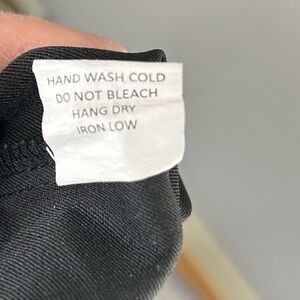 HAND WASH COLD
DO NOT BLEACH
HANG DRY
IRON LOW